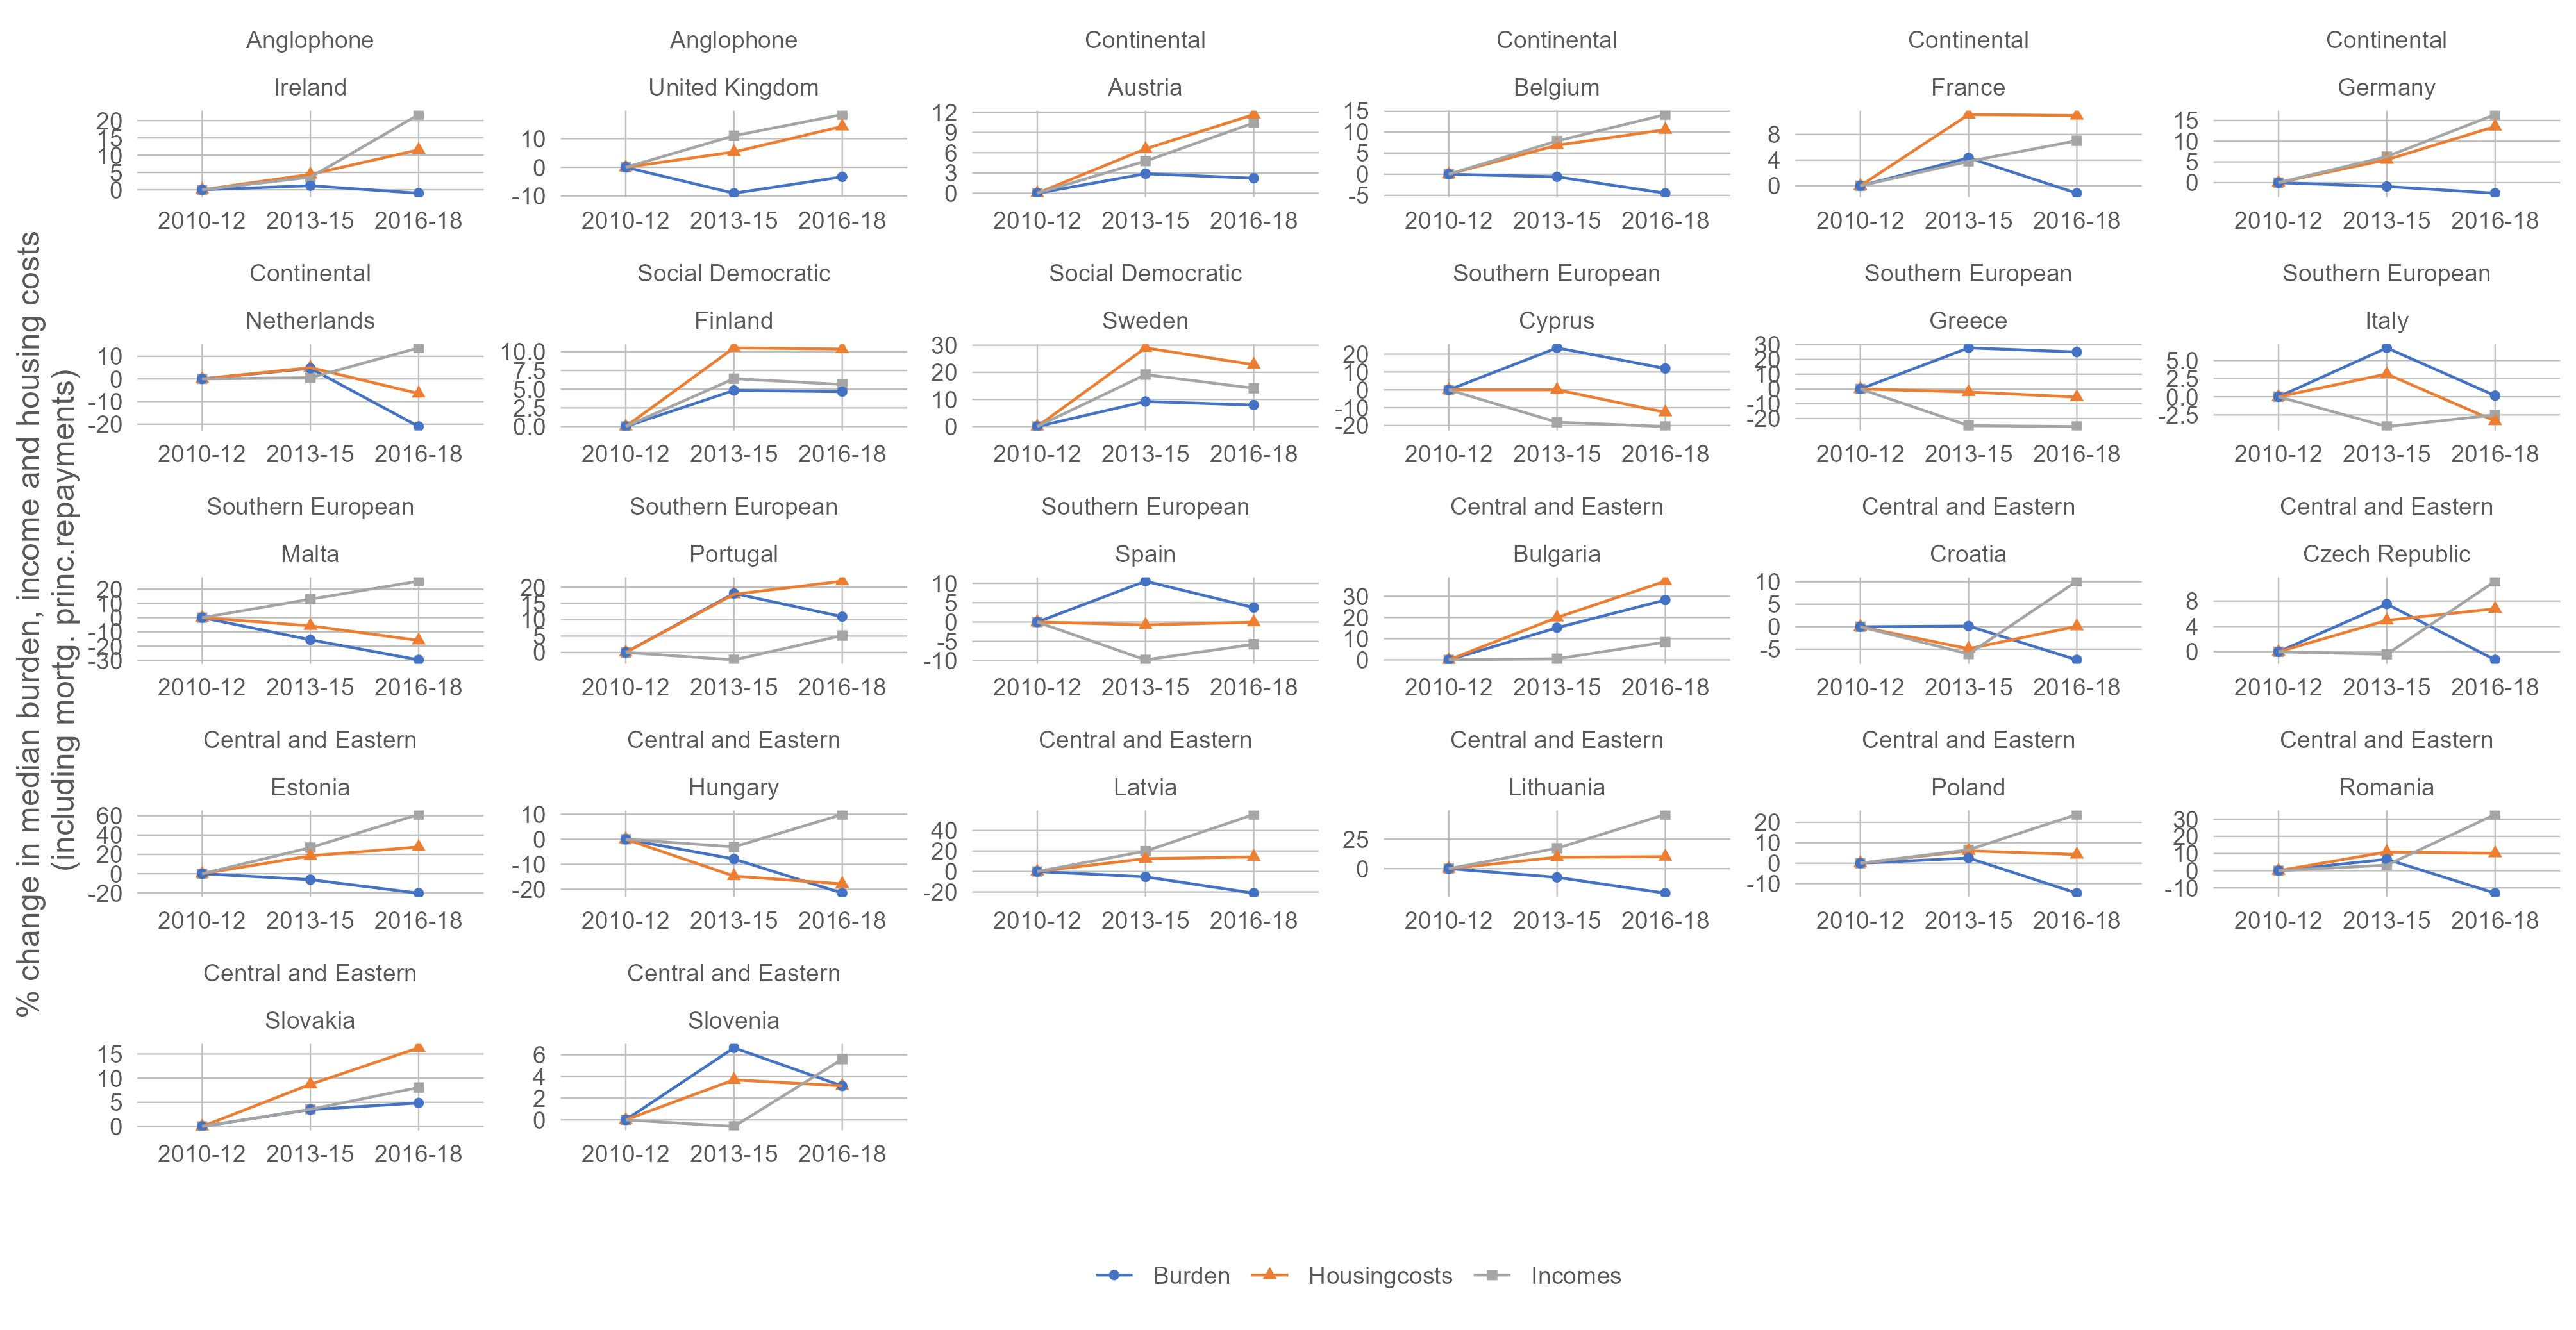 % change in median burden, income and housing costs
(including mortg. princ.repayments)
Anglophone Anglophone Continental Continental Continental Continental
Ireland United Kingdom Austria Belgium France Germany
20 15 10 5 0
10 0 -10
12 9 6 3 0
15 10 5 0 -5
8 4 0
15 10 5 0
2010-12 2013-15 2016-18 2010-12 2013-15 2016-18 2010-12 2013-15 2016-18 2010-12 2013-15 2016-18 2010-12 2013-15 2016-18 2010-12 2013-15 2016-18
Continental Social Democratic Social Democratic Southern European Southern European Southern European
Netherlands Finland Sweden Cyprus Greece Italy
10 0 -10 -20
10.0 7.5 5.0 2.5 0.0
30 20 10 0
20 10 0 -10 -20
30 20 10 0 -10 -20
5.0 2.5 0.0 -2.5
2010-12 2013-15 2016-18 2010-12 2013-15 2016-18 2010-12 2013-15 2016-18 2010-12 2013-15 2016-18 2010-12 2013-15 2016-18 2010-12 2013-15 2016-18
Southern European Southern European Southern European Central and Eastern Central and Eastern Central and Eastern
Malta Portugal Spain Bulgaria Croatia Czech Republic
20 10 0 -10 -20 -30
20 15 10 5 0
10 5 0 -5 -10
30 20 10 0
10 5 0 -5
8 4 0
2010-12 2013-15 2016-18 2010-12 2013-15 2016-18 2010-12 2013-15 2016-18 2010-12 2013-15 2016-18 2010-12 2013-15 2016-18 2010-12 2013-15 2016-18
Central and Eastern Central and Eastern Central and Eastern Central and Eastern Central and Eastern Central and Eastern
Estonia Hungary Latvia Lithuania Poland Romania
60 40 20 0 -20
10 0 -10 -20
40 20 0 -20
25 0
20 10 0 -10
30 20 10 0 -10
2010-12 2013-15 2016-18 2010-12 2013-15 2016-18 2010-12 2013-15 2016-18 2010-12 2013-15 2016-18 2010-12 2013-15 2016-18 2010-12 2013-15 2016-18
Central and Eastern Central and Eastern
Slovakia Slovenia
15 10 5 0
6 4 2 0
2010-12 2013-15 2016-18 2010-12 2013-15 2016-18
Burden Housingcosts Incomes